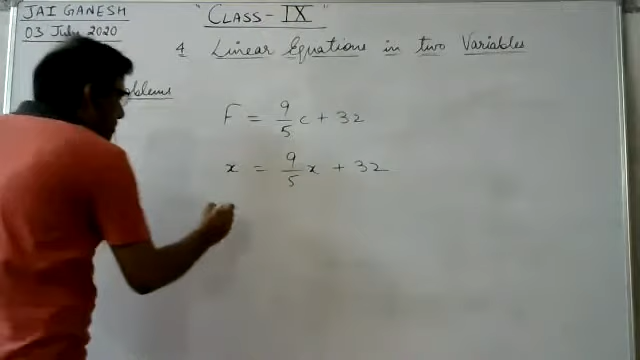 JAI GANESH
"CLASS-IX"
03 July 2020
4 Linear Equations in two Variables
F = 9/5 c + 32
x = 9/5 x + 32